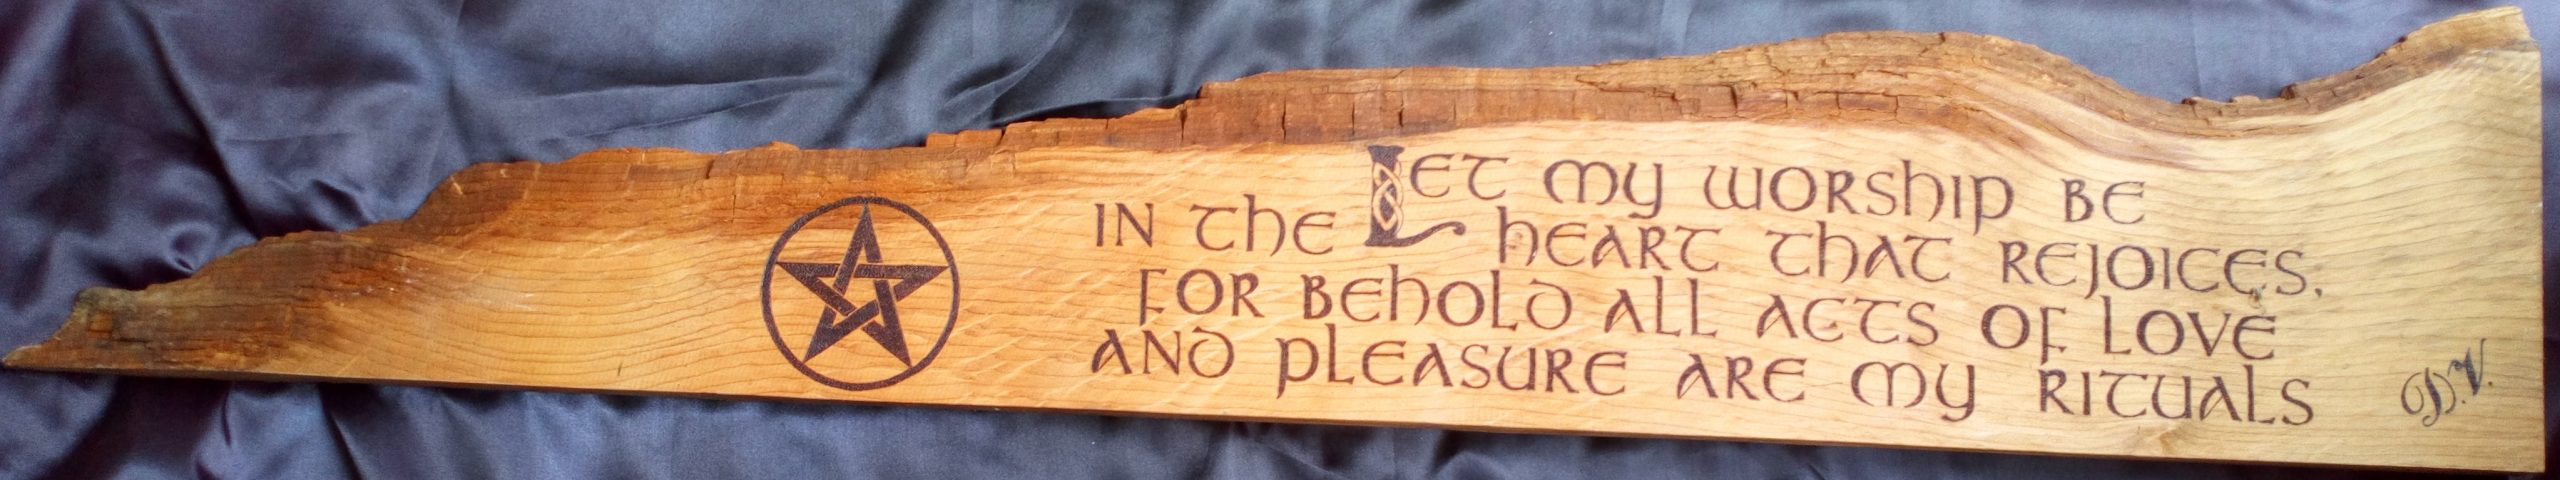 Let my worship be
in the heart that rejoices,
for behold all acts of love
and pleasure are my rituals
D.V.